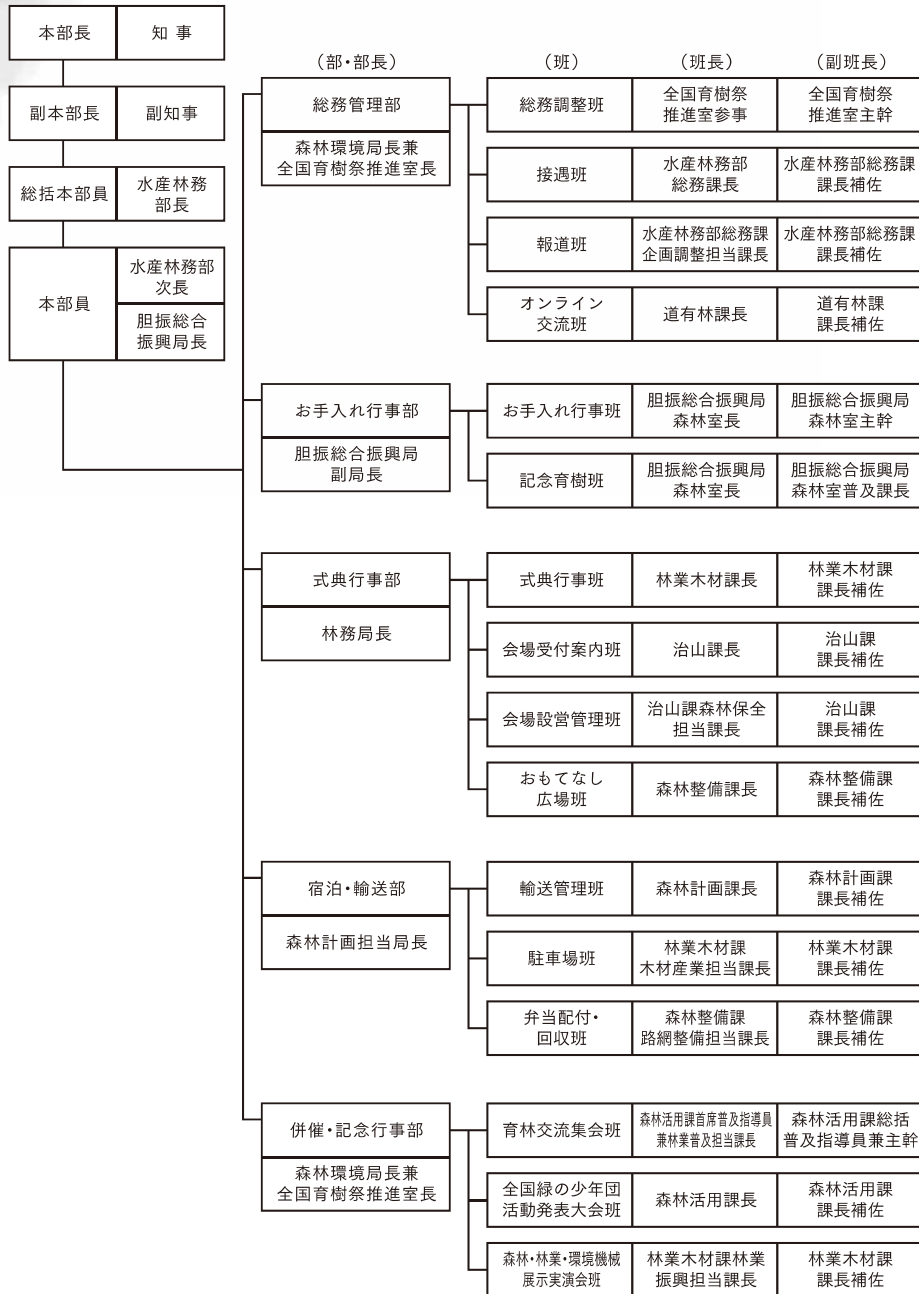 本部長 知 事
副本部長 副知事
総括本部員 水産林務
部長
本部員 水産林務部
次長
胆振総合
振興局長
(部・部長) (班) (班長) (副班長)
総務管理部
森林環境局長兼
全国育樹祭推進室長
総務調整班 全国育樹祭 全国育樹祭
推進室参事 推進室主幹
接遇班 水産林務部 水産林務部総務課
総務課長 課長補佐
報道班 水産林務部総務課 水産林務部総務課
企画調整担当課長 課長補佐
オンライン 道有林課長 道有林課
交流班 課長補佐
お手入れ行事部
胆振総合振興局
副局長
お手入れ行事班 胆振総合振興局 胆振総合振興局
森林室長 森林室主幹
記念育樹班 胆振総合振興局 胆振総合振興局
森林室長 森林室普及課長
式典行事部
林務局長
式典行事班 林業木材課長 林業木材課
課長補佐
会場受付案内班 治山課長 治山課
課長補佐
会場設営管理班 治山課森林保全 治山課
担当課長 課長補佐
おもてなし 森林整備課長 森林整備課
広場班 課長補佐
宿泊・輸送部
森林計画担当局長
輸送管理班 森林計画課長 森林計画課
課長補佐
駐車場班 林業木材課 林業木材課
木材産業担当課長 課長補佐
弁当配付・ 森林整備課 森林整備課
回収班 路網整備担当課長 課長補佐
併催・記念行事部
森林環境局長兼
全国育樹祭推進室長
育林交流集会班 森林活用課首席普及指導員 森林活用課総括
兼林業普及担当課長 普及指導員兼主幹
全国緑の少年団 森林活用課長 森林活用課
活動発表大会班 課長補佐
森林・林業・環境機械 林業木材課林業 林業木材課
展示実演会班 振興担当課長 課長補佐